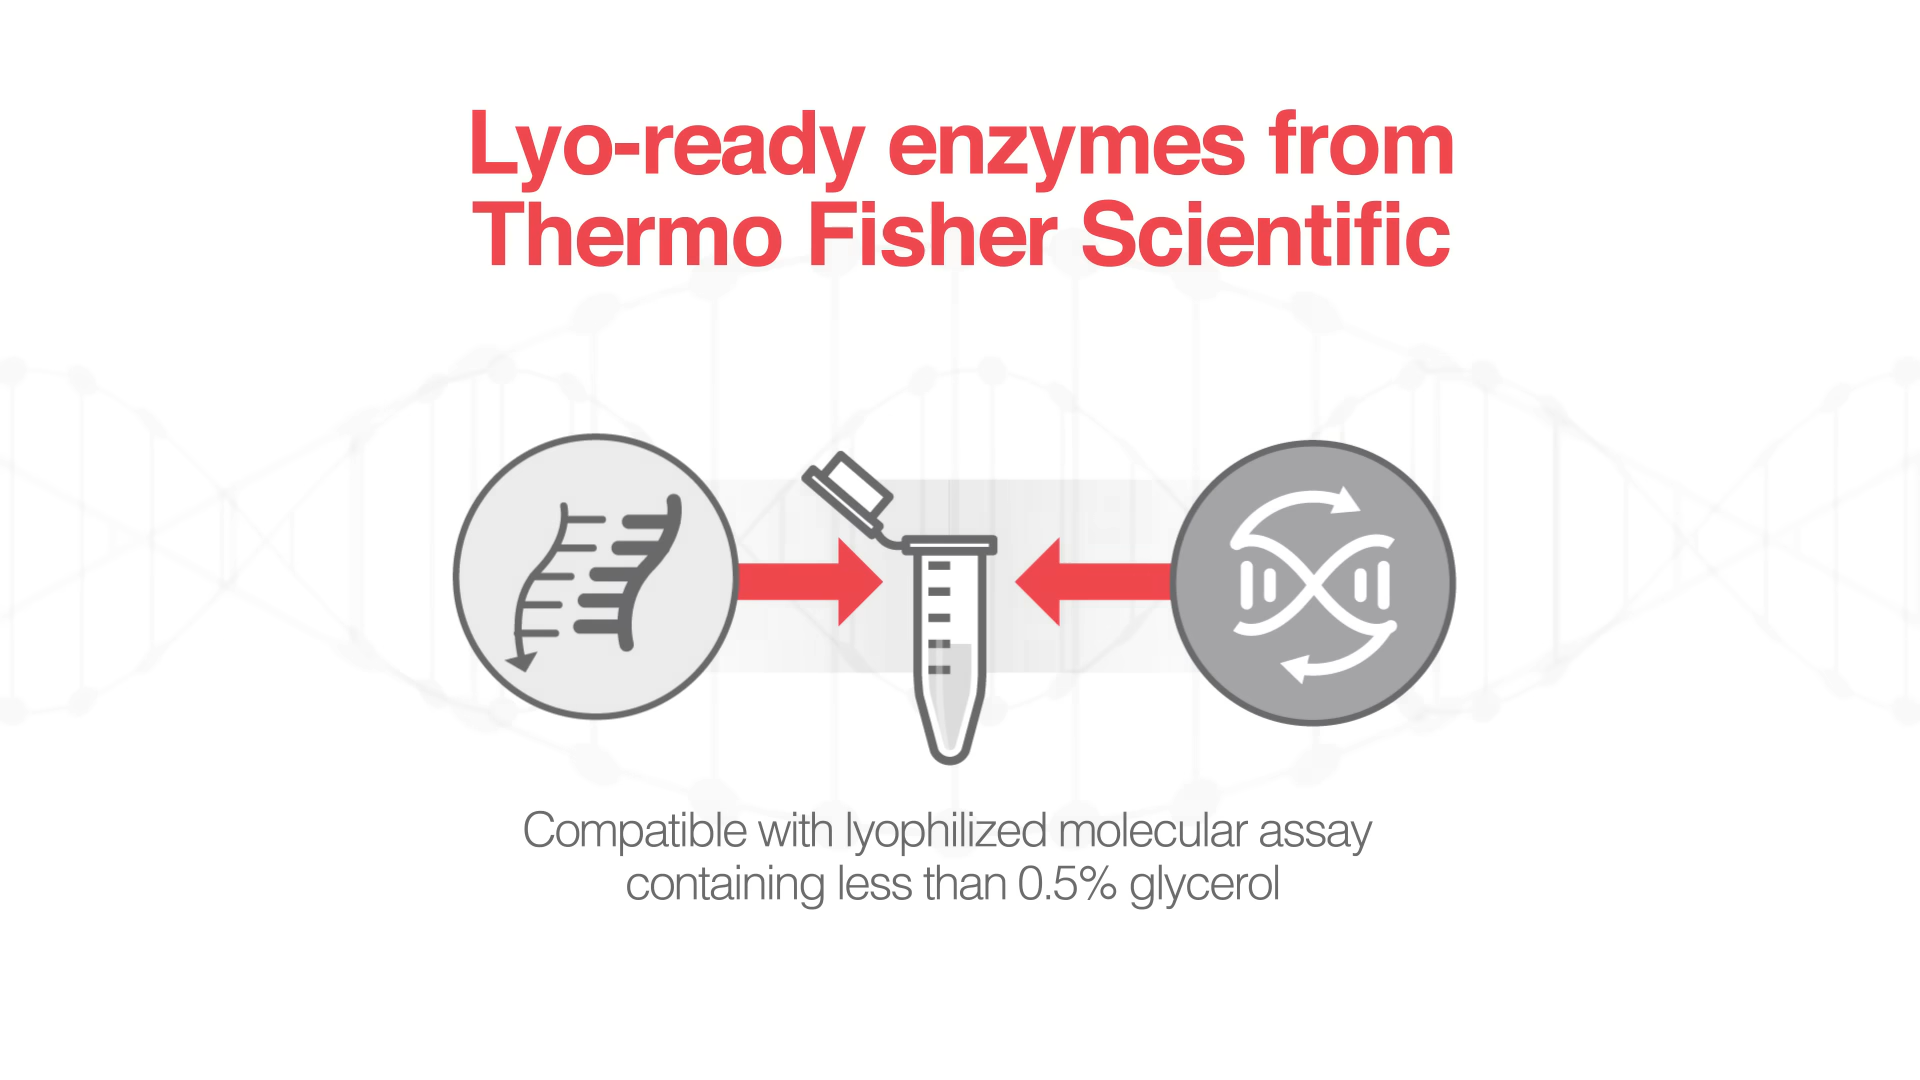 Lyo-ready enzymes from
Thermo Fisher Scientific
Compatible with lyophilized molecular assay
containing less than 0.5% glycerol